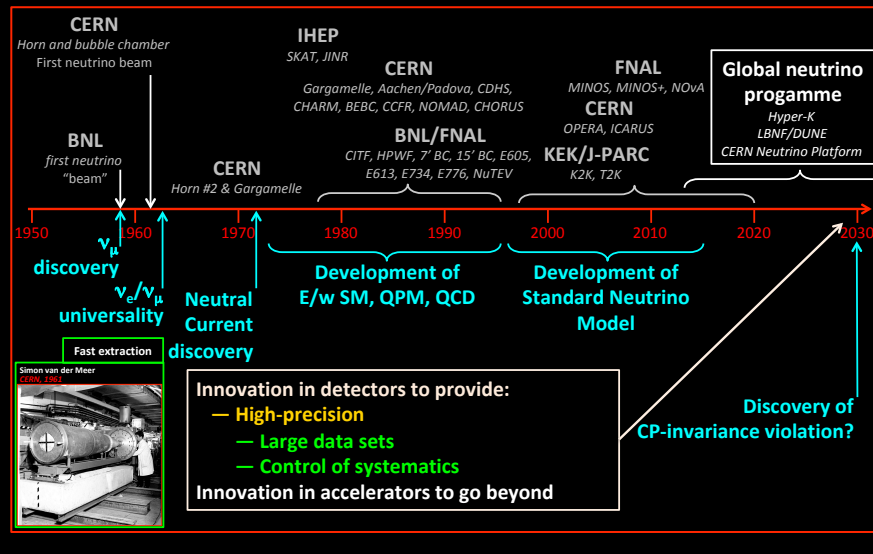 CERN
Horn and bubble chamber
First neutrino beam
BNL
first neutrino
“beam”
CERN
Horn #2 & Gargamelle
IHEP
SKAT, JINR
CERN
Gargamelle, Aachen/Padova, CDHS,
CHARM, BEBC, CCFR, NOMAD, CHORUS
BNL/FNAL
CITF, HPWF, 7’ BC, 15’ BC, E605,
E613, E734, E776, NuTEV
FNAL
MINOS, MINOS+, NOvA
CERN
OPERA, ICARUS
KEK/J-PARC
K2K, T2K
Global neutrino
progamme
Hyper-K
LBNF/DUNE
CERN Neutrino Platform
1950 1960 1970 1980 1990 2000 2010 2020 2030
νμ
discovery
νe/νμ
universality
Neutral
Current
discovery
Development of
E/w SM, QPM, QCD
Development of
Standard Neutrino
Model
Discovery of
CP-invariance violation?
Fast extraction
Simon van der Meer
CERN, 1961
Innovation in detectors to provide:
— High-precision
— Large data sets
— Control of systematics
Innovation in accelerators to go beyond